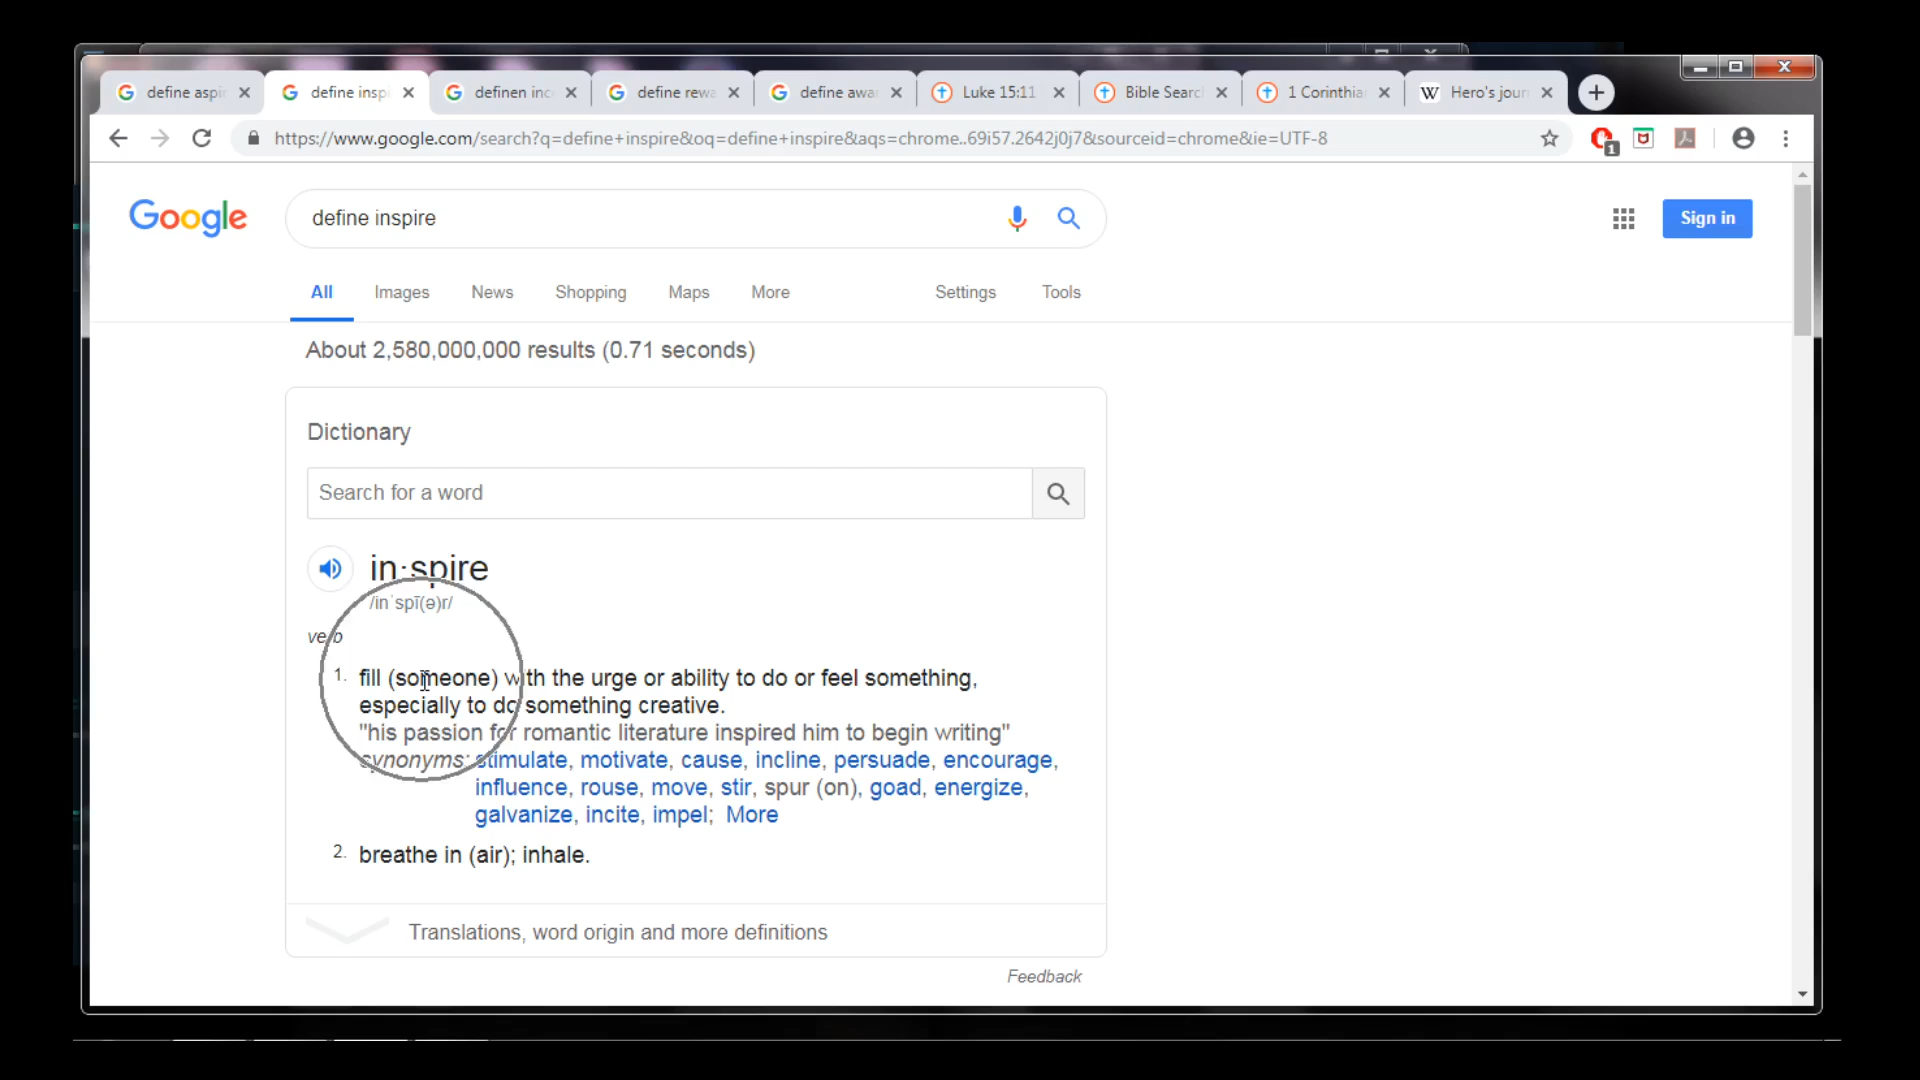 define aspi
define insp
definen inc
define rewa
define awa
Luke 15:11
Bible Searc
1 Corinthia
Hero's jour
https://www.google.com/search?q=define+inspire&oq=define+inspire&aqs=chrome..69i57.2642j0j7&sourceid=chrome&ie=UTF-8
1
Google
define inspire
Sign in
All Images News Shopping Maps More Settings Tools
About 2,580,000,000 results (0.71 seconds)
Dictionary
Search for a word
in·spire
/inˈspī(ə)r/
verb
1. fill (someone) with the urge or ability to do or feel something,
especially to do something creative.
"his passion for romantic literature inspired him to begin writing"
synonyms: stimulate, motivate, cause, incline, persuade, encourage,
influence, rouse, move, stir, spur (on), goad, energize,
galvanize, incite, impel; More
2. breathe in (air); inhale.
Translations, word origin and more definitions
Feedback